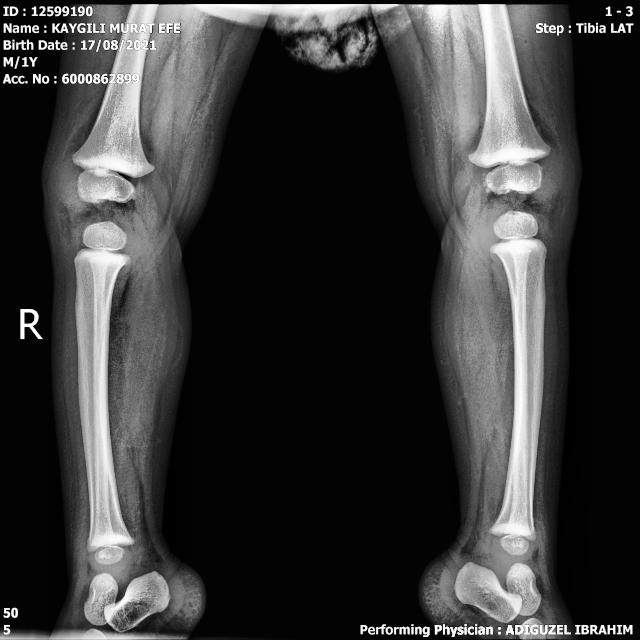 ID : 12599190
Name : KAYGILI MURAT EFE
Birth Date : 17/08/2021
M/1Y
Acc. No : 6000862899
1 - 3
Step : Tibia LAT
R
50
5
Performing Physician : ADIGUZEL IBRAHIM